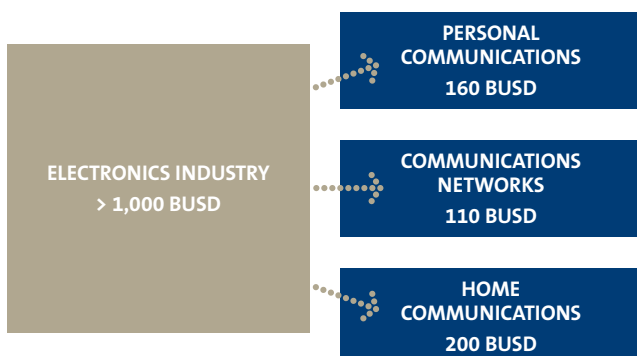 ELECTRONICS INDUSTRY
> 1,000 BUSD
PERSONAL
COMMUNICATIONS
160 BUSD
COMMUNICATIONS
NETWORKS
110 BUSD
HOME
COMMUNICATIONS
200 BUSD